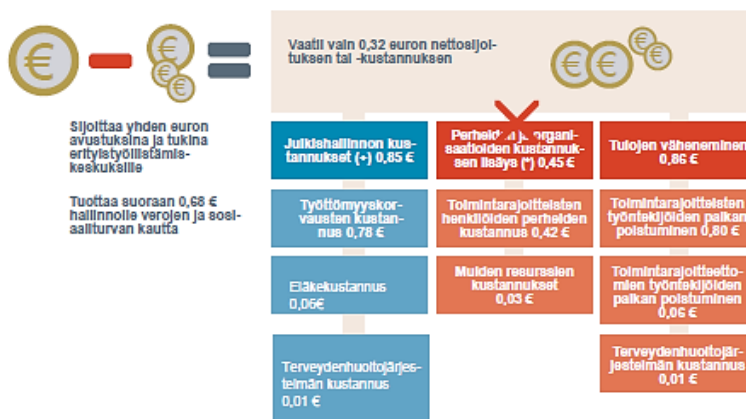 Vaatii vain 0,32 euron nettosijoi-
tuksen tai -kustannuksen
Sijoittaa yhden euron
avustuksina ja tukina
erityistyöllistämis-
keskuksille
Tuottaa suoraan 0,68 €
hallinnolle verojen ja sosi-
aaliturvan kautta
Julkishallinnon kus-
tannukset (+) 0,85 €
Työttömyyskor-
vausten kustan-
nus 0,78 €
Eläkekustannus
0,06€
Terveydenhuoltojärjes-
telmän kustannus
0,01 €
Perheiden ja organi-
saatioiden kustannuk-
sen lisäys (*) 0,45 €
Toimintarajoitteisten
henkilöiden perheiden
kustannus 0,42 €
Muiden resurssien
kustannukset
0,03 €
Tulojen väheneminen
0,86 €
Toimintarajoitteisten
työntekijöiden paikan
poistuminen 0,80 €
Toimintarajoitteetto-
mien työntekijöiden
paikan poistuminen
0,06 €
Terveydenhuoltojär-
jestelmän kustannus
0,01 €